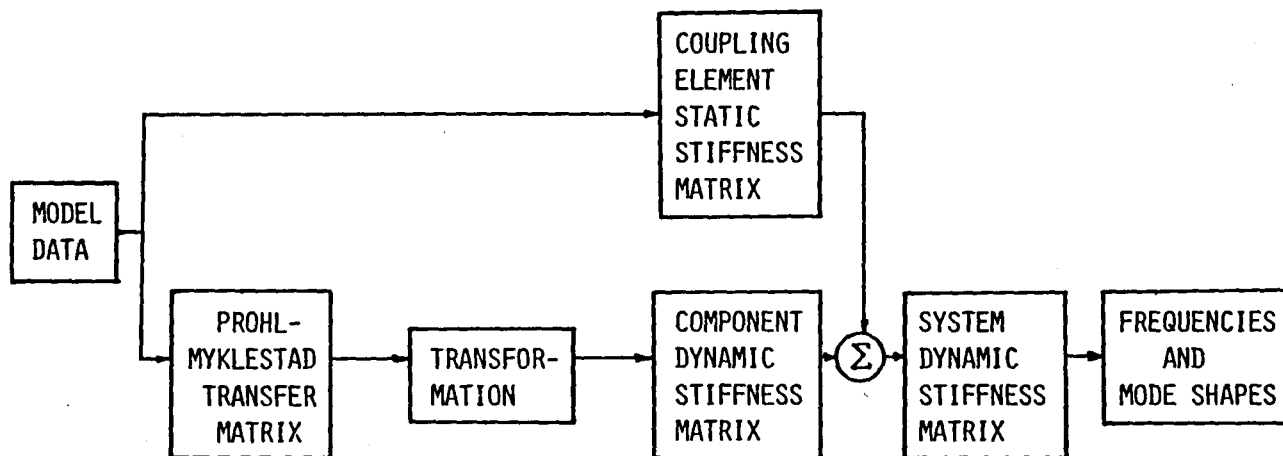 COUPLING
ELEMENT
STATIC
STIFFNESS
MATRIX
MODEL
DATA
PROHL-
MYKLESTAD
TRANSFER
MATRIX
TRANSFOR-
MATION
COMPONENT
DYNAMIC
STIFFNESS
MATRIX
Σ
SYSTEM
DYNAMIC
STIFFNESS
MATRIX
FREQUENCIES
AND
MODE SHAPES